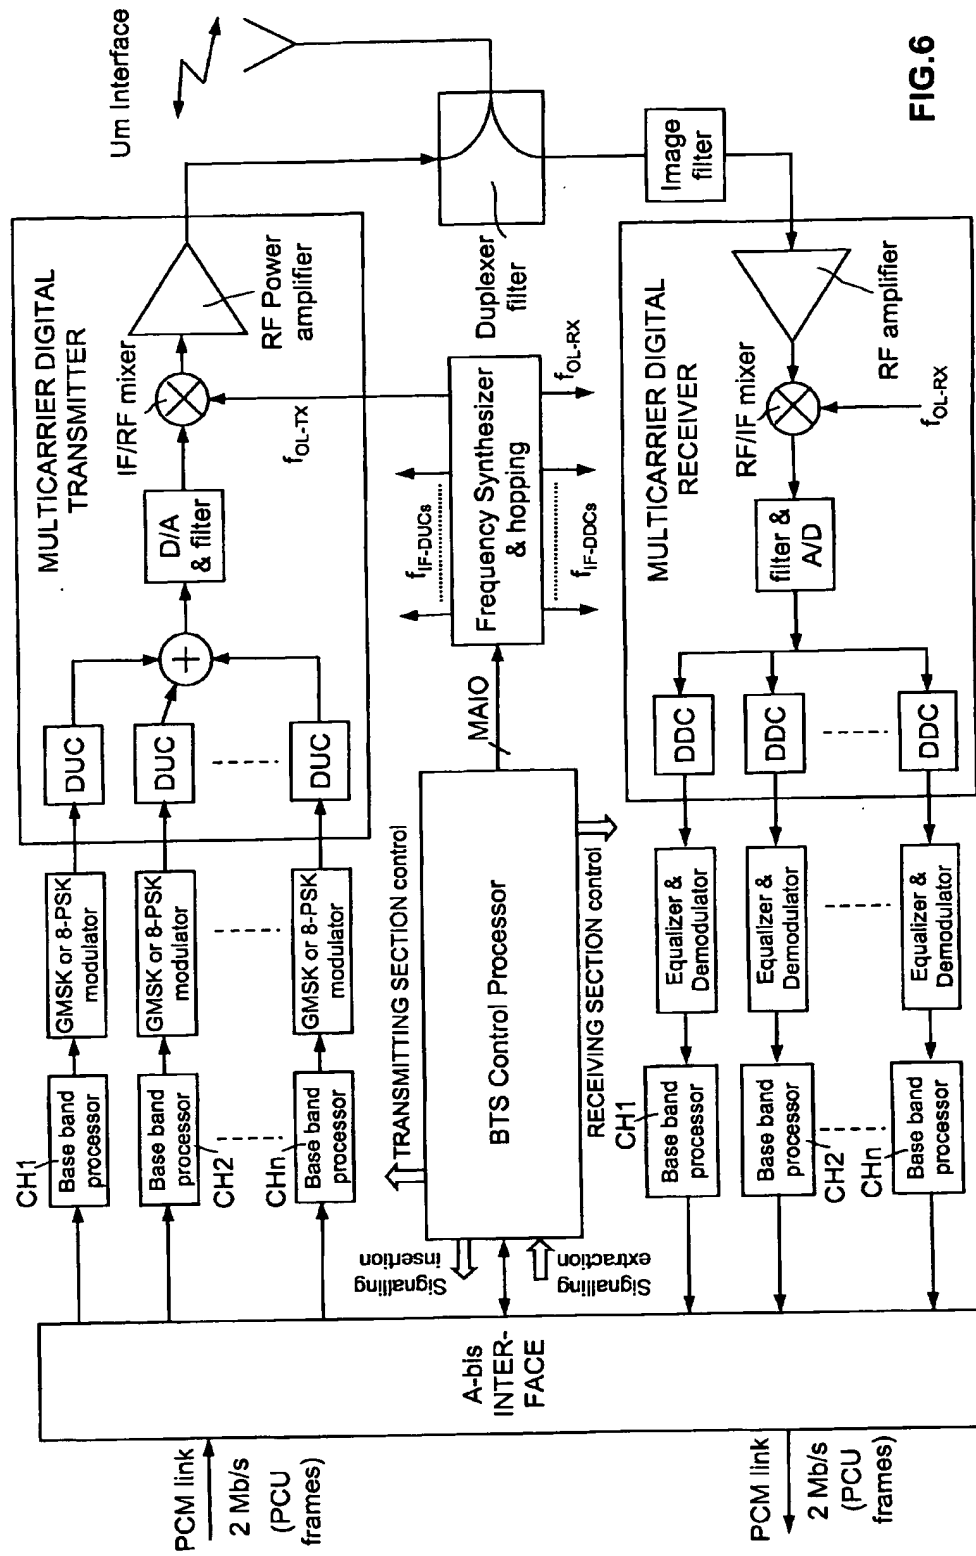 Um Interface
MULTICARRIER DIGITAL
TRANSMITTER
DUC
DUC
DUC
D/A
& filter
IF/RF mixer
RF Power
amplifier
fOL-TX
GMSK or 8-PSK
modulator
GMSK or 8-PSK
modulator
GMSK or 8-PSK
modulator
CH1
Base band
processor
Base band
processor
CH2
CHn
Base band
processor
PCM link
2 Mb/s
(PCU
frames)
A-bis
INTER-
FACE
Signalling
insertion
Signalling
extraction
TRANSMITTING SECTION control
BTS Control Processor
RECEIVING SECTION control
MAIO
fIF-DUCs
Frequency Synthesizer
& hopping
fIF-DDCs
fOL-RX
Duplexer
filter
Image
filter
MULTICARRIER DIGITAL
RECEIVER
RF amplifier
RF/IF mixer
fOL-RX
filter &
A/D
DDC
DDC
DDC
Equalizer &
Demodulator
Equalizer &
Demodulator
Equalizer &
Demodulator
CH1
Base band
processor
Base band
processor
CH2
CHn
Base band
processor
PCM link
2 Mb/s
(PCU
frames)
FIG.6